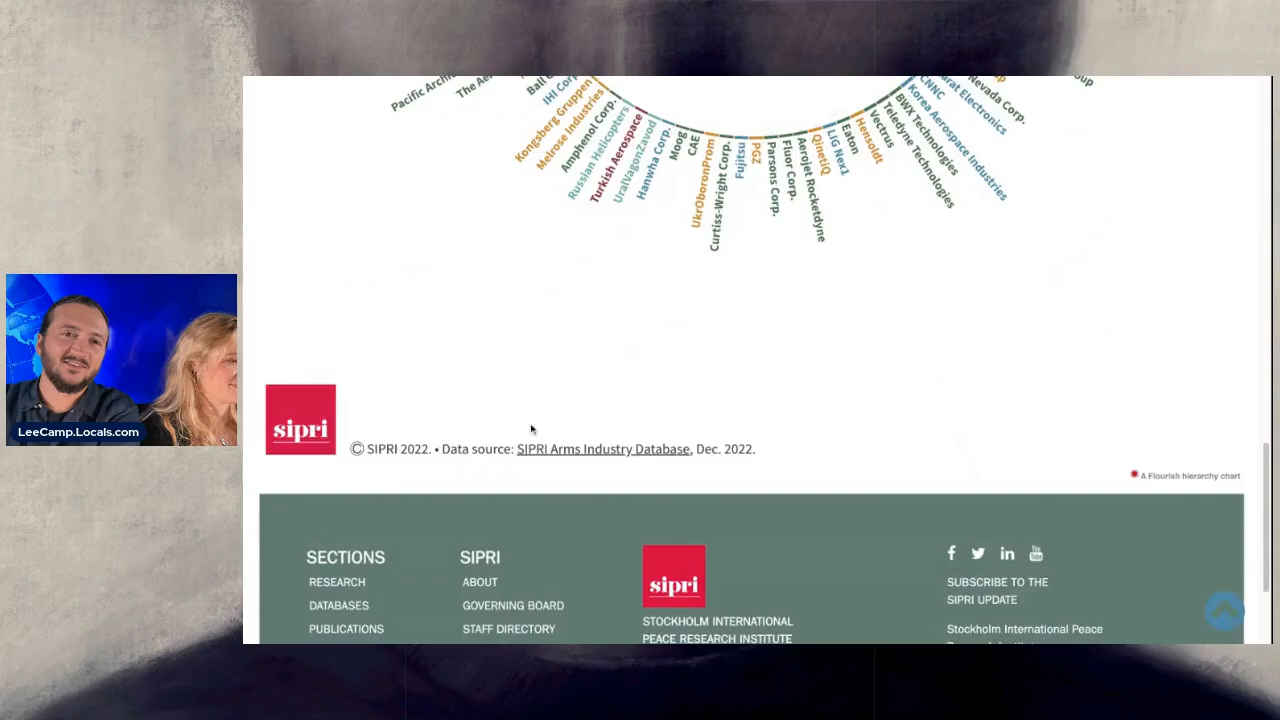 Pacific Archi
The Ae
Ball C
IHI Corp
Kongsberg Gruppen
Melrose Industries
Amphenol Corp.
Russian Helicopters
Turkish Aerospace
UralVagonZavod
Hanwha Corp.
Moog
CAE
UkrOboronProm
Curtiss-Wright Corp.
Fujitsu
PGZ
Parsons Corp.
Fluor Corp.
Aerojet Rocketdyne
QinetiQ
LIG Nex1
Eaton
Hensoldt
Vectrus
Teledyne Technologies
BWX Technologies
Korea Aerospace Industries
CNNC
arat Electronics
Nevada Corp.
oup
LeeCamp.Locals.com
sipri
© SIPRI 2022. • Data source: SIPRI Arms Industry Database, Dec. 2022.
A Flourish hierarchy chart
SECTIONS
RESEARCH
DATABASES
PUBLICATIONS
SIPRI
ABOUT
GOVERNING BOARD
STAFF DIRECTORY
sipri
STOCKHOLM INTERNATIONAL
PEACE RESEARCH INSTITUTE
SUBSCRIBE TO THE
SIPRI UPDATE
Stockholm International Peace